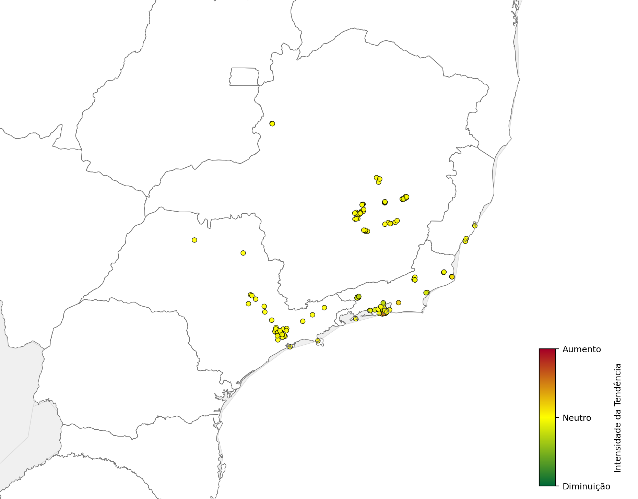 Aumento
Neutro
Diminuição
Intensidade da Tendência